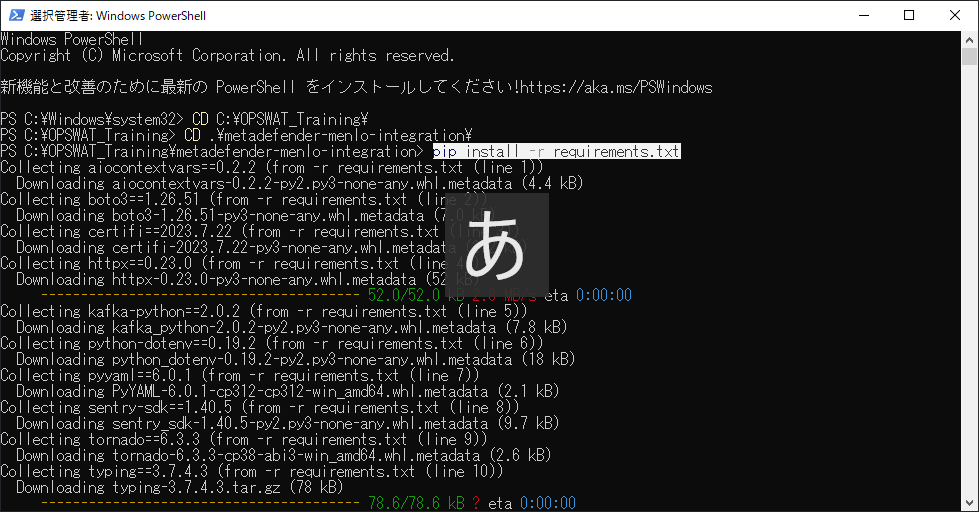 選択管理者: Windows PowerShell
Windows PowerShell
Copyright (C) Microsoft Corporation. All rights reserved.
新機能と改善のために最新の PowerShell をインストールしてください!https://aka.ms/PSWindows
PS C:¥Windows¥system32> CD C:¥OPSWAT_Training¥
PS C:¥OPSWAT_Training> CD .¥metadefender-menlo-integration¥
PS C:¥OPSWAT_Training¥metadefender-menlo-integration> pip install -r requirements.txt
Collecting aiocontextvars==0.2.2 (from -r requirements.txt (line 1))
Downloading aiocontextvars-0.2.2-py2.py3-none-any.whl.metadata (4.4 kB)
Collecting boto3==1.26.51 (from -r requirements.txt (line 2))
Downloading boto3-1.26.51-py3-none-any.whl.metadata (7.0 kB)
Collecting certifi==2023.7.22 (from -r requirements.txt (line
Downloading certifi-2023.7.22-py3-none-any.whl.metadata
Collecting httpx==0.23.0 (from -r requirements.txt (line 4))
Downloading httpx-0.23.0-py3-none-any.whl.metadata (52 kB)
---------------------------------------- 52.0/52.0 kB 2.6 MB/s eta 0:00:00
Collecting kafka-python==2.0.2 (from -r requirements.txt (line 5))
Downloading kafka_python-2.0.2-py2.py3-none-any.whl.metadata (7.8 kB)
Collecting python-dotenv==0.19.2 (from -r requirements.txt (line 6))
Downloading python_dotenv-0.19.2-py2.py3-none-any.whl.metadata (18 kB)
Collecting pyyaml==6.0.1 (from -r requirements.txt (line 7))
Downloading PyYAML-6.0.1-cp312-cp312-win_amd64.whl.metadata (2.1 kB)
Collecting sentry-sdk==1.40.5 (from -r requirements.txt (line 8))
Downloading sentry_sdk-1.40.5-py2.py3-none-any.whl.metadata (9.7 kB)
Collecting tornado==6.3.3 (from -r requirements.txt (line 9))
Downloading tornado-6.3.3-cp38-abi3-win_amd64.whl.metadata (2.6 kB)
Collecting typing==3.7.4.3 (from -r requirements.txt (line 10))
Downloading typing-3.7.4.3.tar.gz (78 kB)
---------------------------------------- 78.6/78.6 kB ? eta 0:00:00
あ